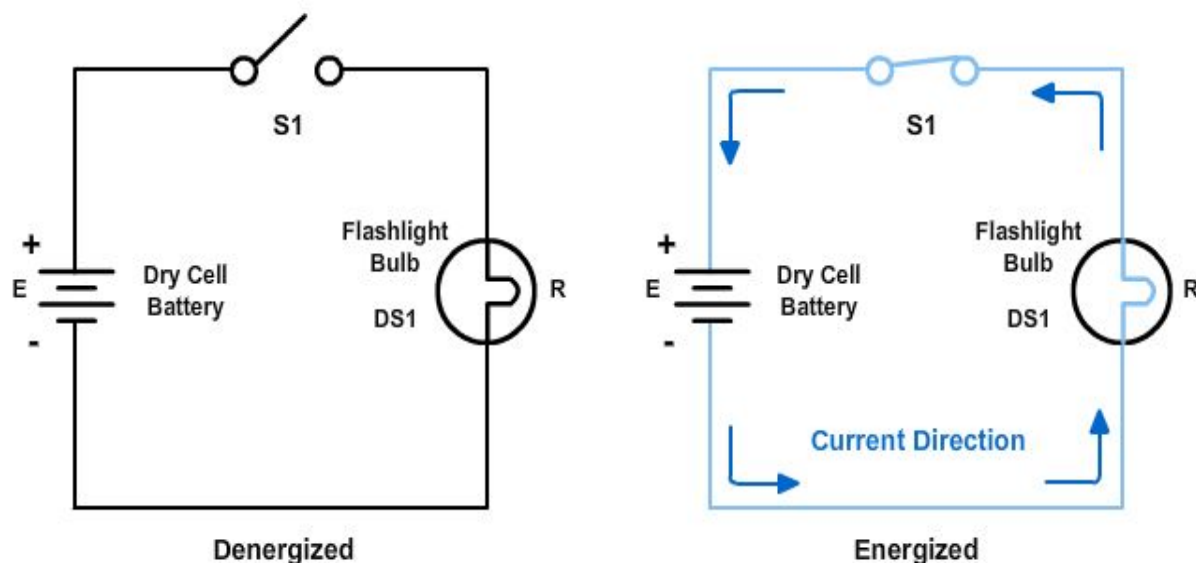 S1
+
E
-
Dry Cell
Battery
Flashlight
Bulb
DS1
R
Denergized
S1
+
E
-
Dry Cell
Battery
Flashlight
Bulb
DS1
R
Current Direction
Energized